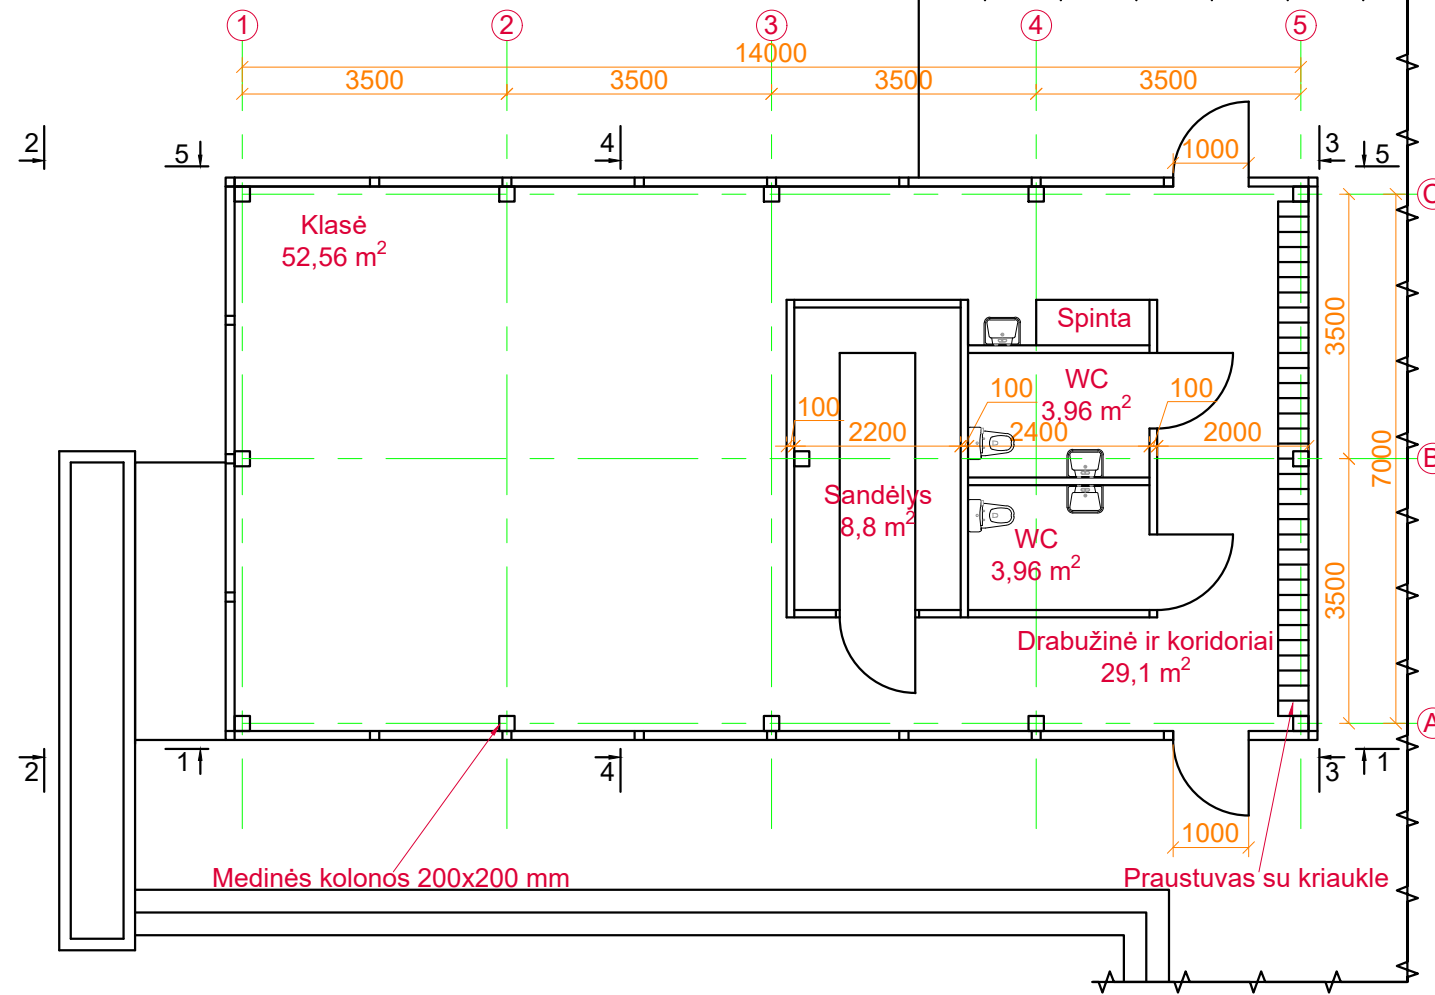 1 2 3 4 5
14000
3500 3500 3500 3500
2 5 4 1000 3 5
C
Klasė
52,56 m²
Spinta
3500
WC
3,96 m²
100 100 100
2200 2400 2000
7000
B
Sandėlys
8,8 m²
WC
3,96 m²
3500
Drabužinė ir koridoriai
29,1 m²
A
2 1 4 3 1
1000
Medinės kolonos 200x200 mm
Praustuvas su kriaukle